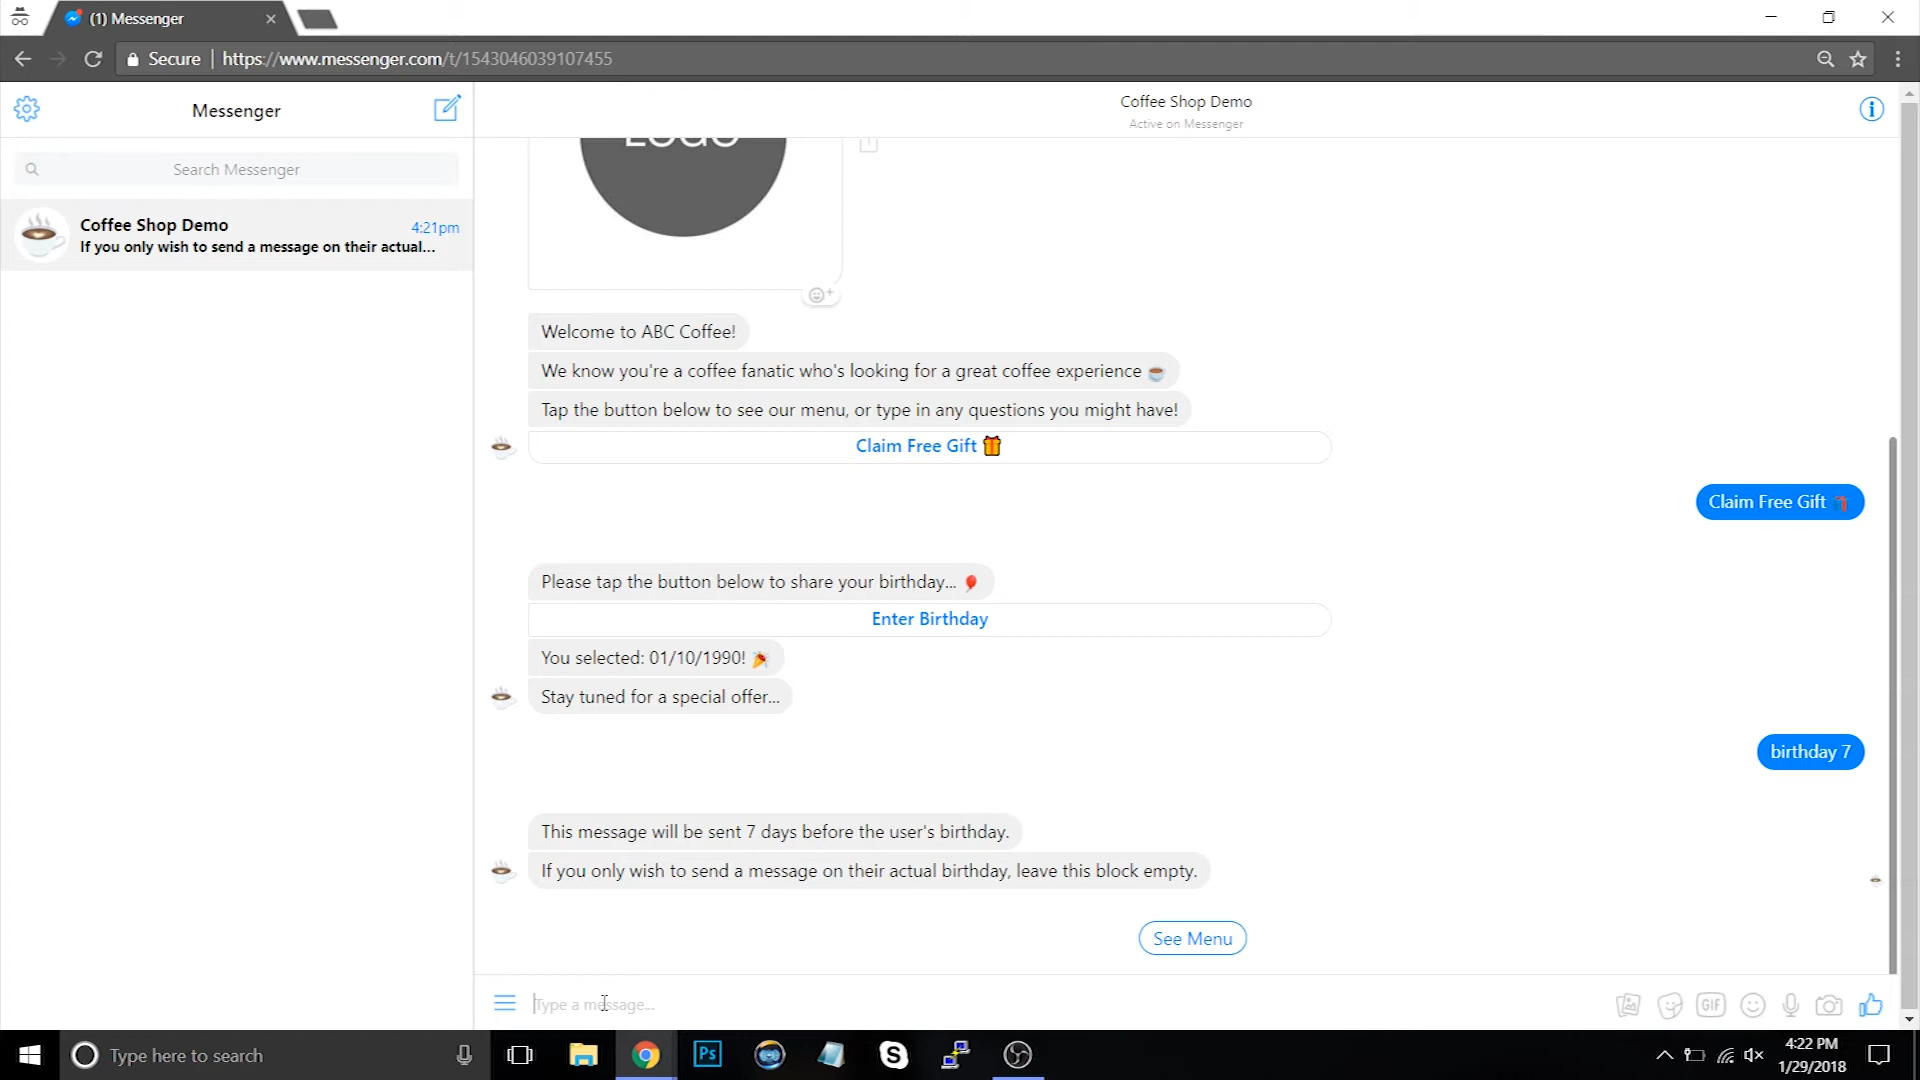 (1) Messenger
Secure
https://www.messenger.com/t/1543046039107455
Messenger
Search Messenger
Coffee Shop Demo
4:21pm
If you only wish to send a message on their actual...
Coffee Shop Demo
Active on Messenger
LOGO
Welcome to ABC Coffee!
We know you're a coffee fanatic who's looking for a great coffee experience ☕
Tap the button below to see our menu, or type in any questions you might have!
Claim Free Gift 🎁
Claim Free Gift 🎁
Please tap the button below to share your birthday... 🎈
Enter Birthday
You selected: 01/10/1990! 🎉
Stay tuned for a special offer...
birthday 7
This message will be sent 7 days before the user's birthday.
If you only wish to send a message on their actual birthday, leave this block empty.
See Menu
Type a message...
GIF
Type here to search
Ps
S
4:22 PM
1/29/2018